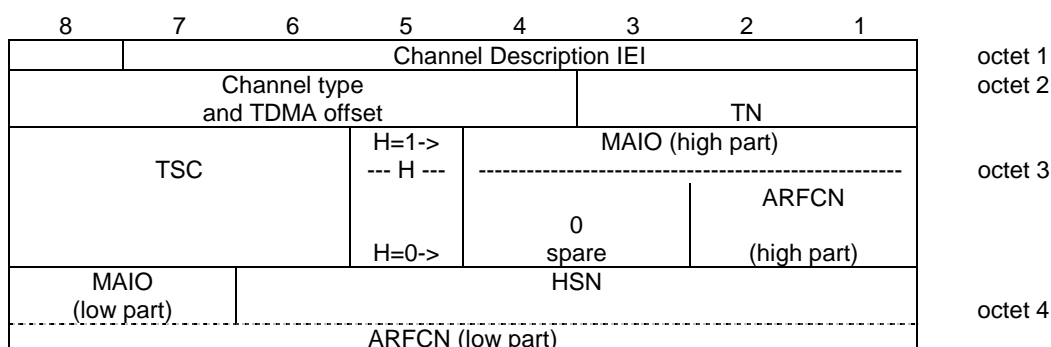 8 7 6 5 4 3 2 1
Channel Description IEI octet 1
Channel type octet 2
and TDMA offset TN
H=1-> MAIO (high part)
TSC --- H --- ---------------------------------------------------- octet 3
ARFCN
0
H=0-> spare (high part)
MAIO HSN
(low part) octet 4
ARFCN (low part)